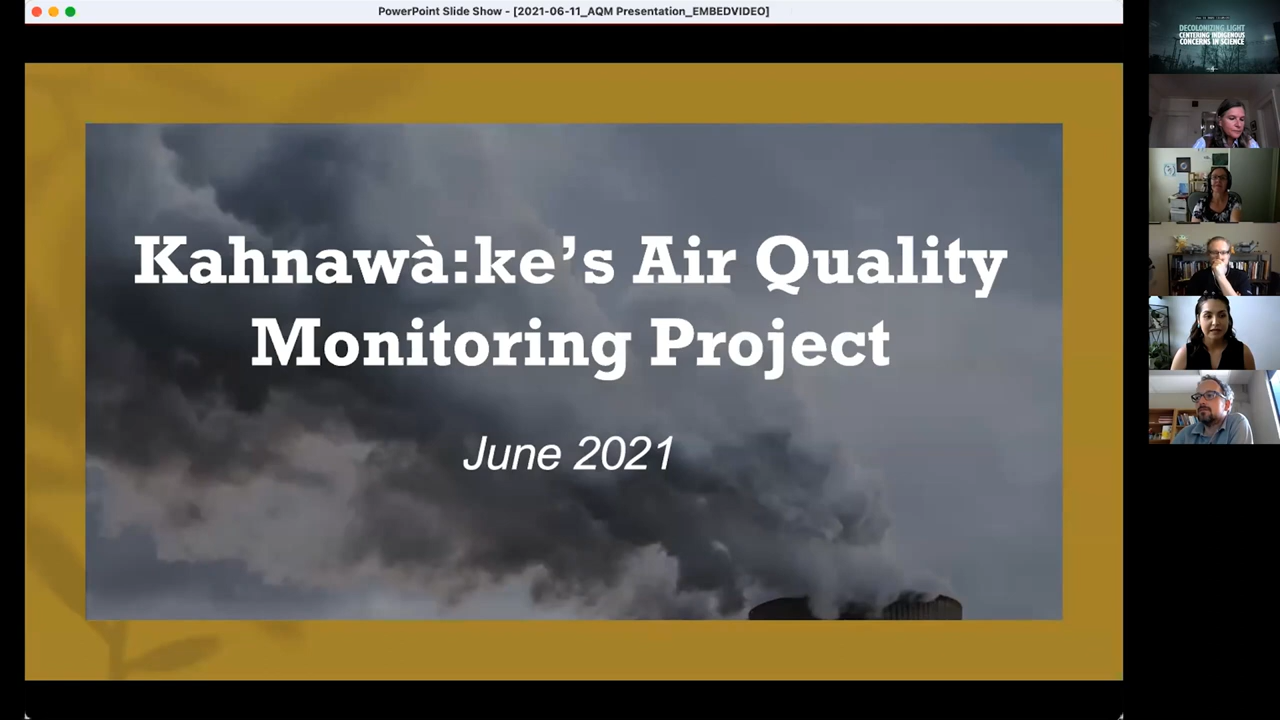 PowerPoint Slide Show - [2021-06-11_AQM Presentation_EMBEDVIDEO]
Kahnawà:ke’s Air Quality
Monitoring Project
June 2021
DECOLONIZING LIGHT
CENTERING INDIGENOUS
CONCERNS IN SCIENCE